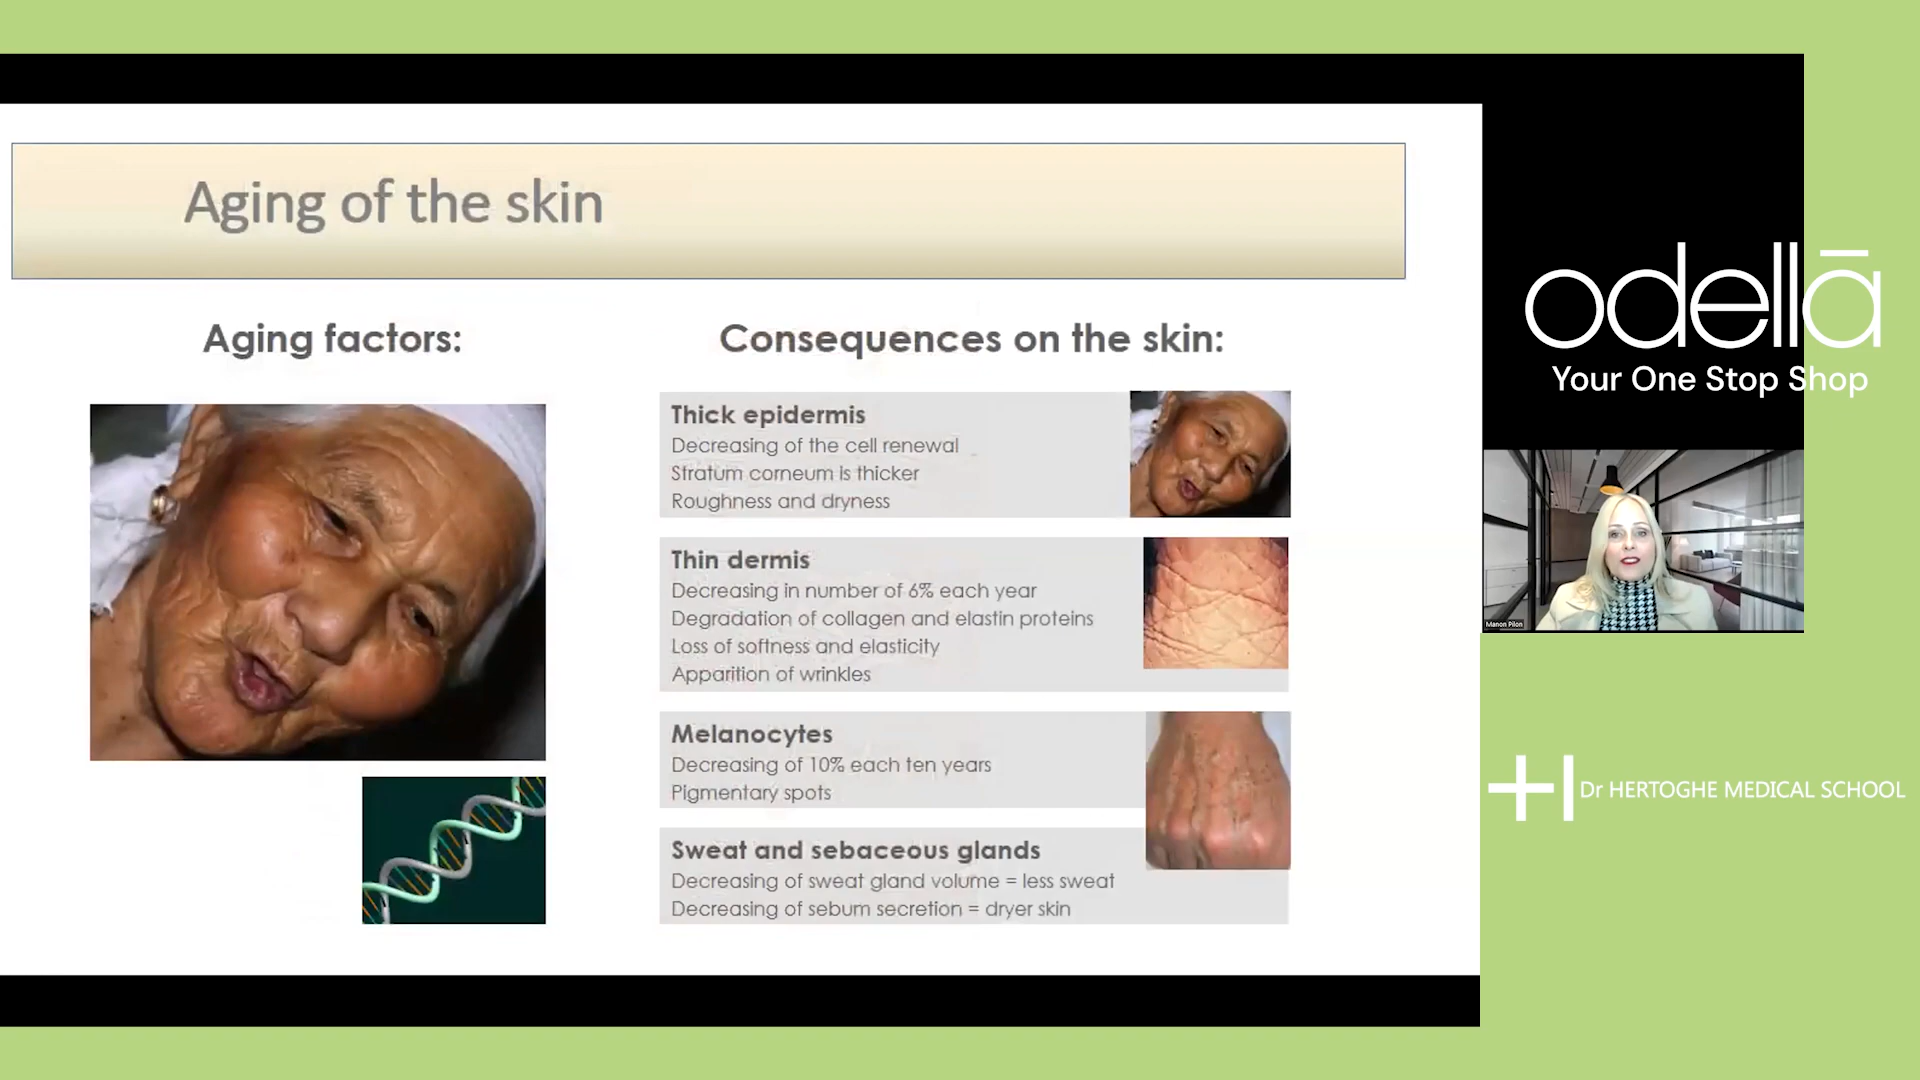 Aging of the skin
Aging factors:
Consequences on the skin:
Thick epidermis
Decreasing of the cell renewal
Stratum corneum is thicker
Roughness and dryness
Thin dermis
Decreasing in number of 6% each year
Degradation of collagen and elastin proteins
Loss of softness and elasticity
Apparition of wrinkles
Melanocytes
Decreasing of 10% each ten years
Pigmentary spots
Sweat and sebaceous glands
Decreasing of sweat gland volume = less sweat
Decreasing of sebum secretion = dryer skin
odellā
Your One Stop Shop
Manon Pilon
Dr HERTOGHE MEDICAL SCHOOL